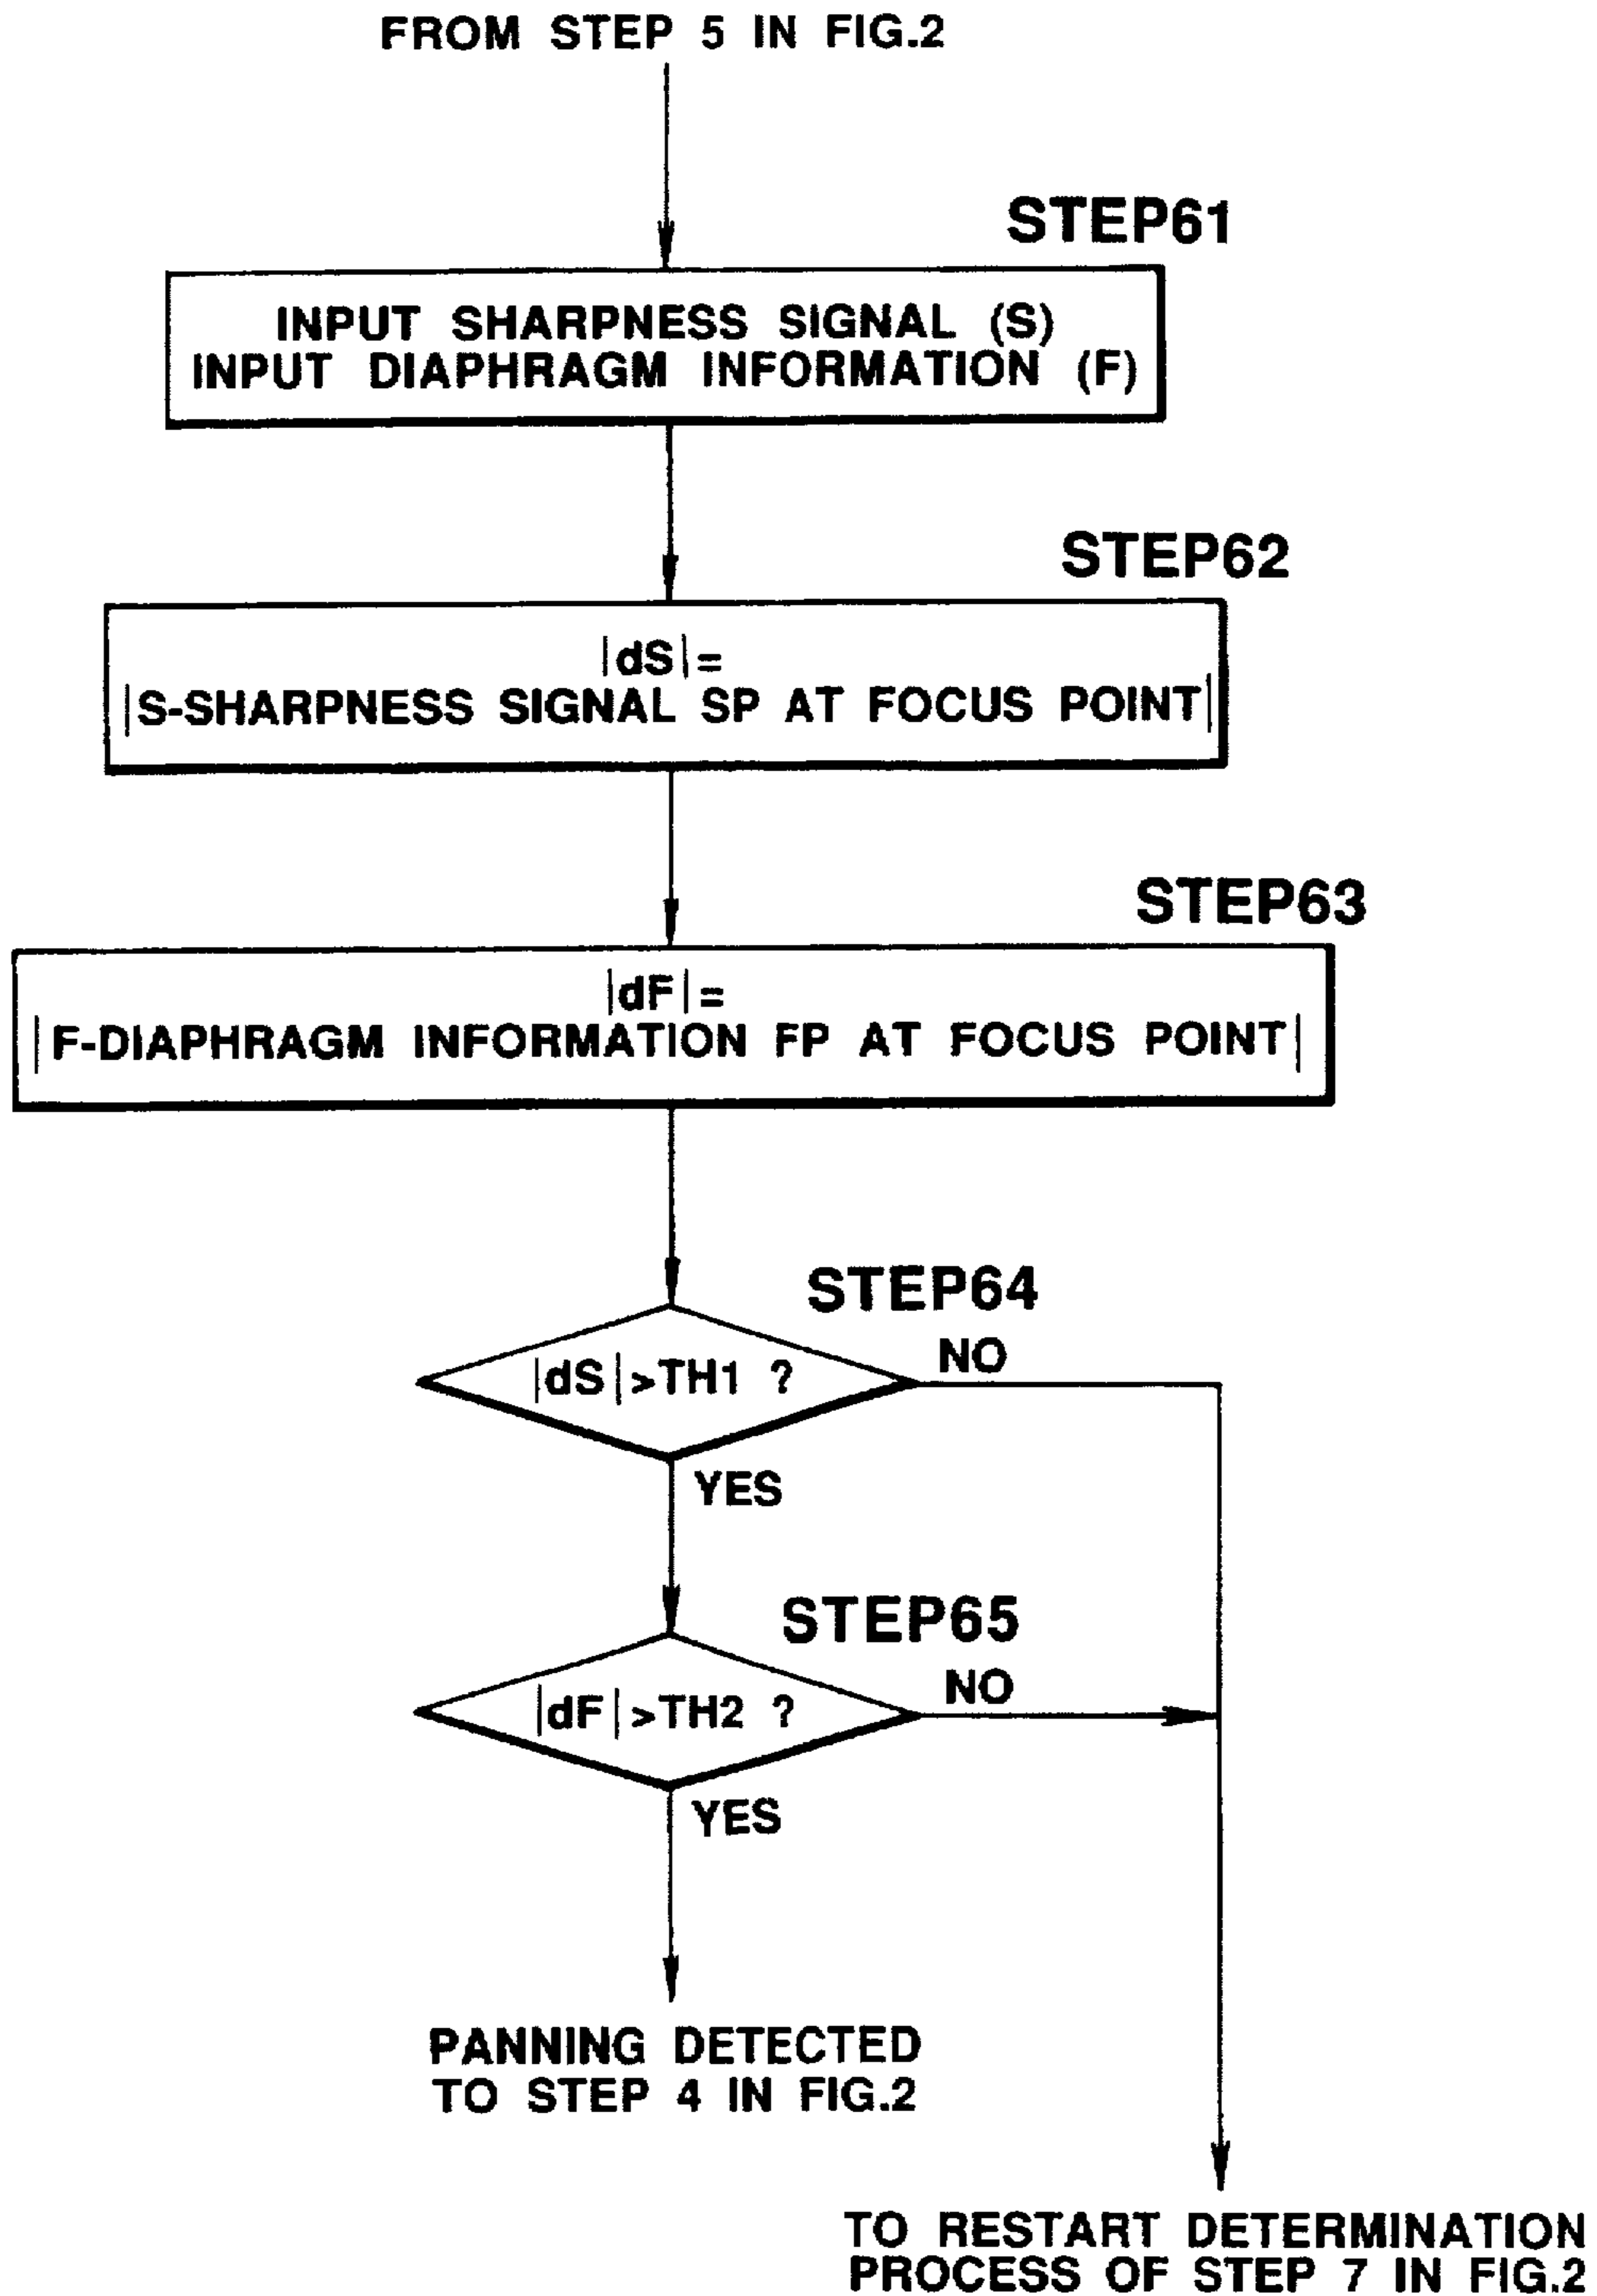 FROM STEP 5 IN FIG.2
STEP61
INPUT SHARPNESS SIGNAL (S)
INPUT DIAPHRAGM INFORMATION (F)
STEP62
|dS|=
|S-SHARPNESS SIGNAL SP AT FOCUS POINT|
STEP63
|dF|=
|F-DIAPHRAGM INFORMATION FP AT FOCUS POINT|
STEP64
|dS|>TH1 ?
NO
YES
STEP65
|dF|>TH2 ?
NO
YES
PANNING DETECTED
TO STEP 4 IN FIG.2
TO RESTART DETERMINATION
PROCESS OF STEP 7 IN FIG.2